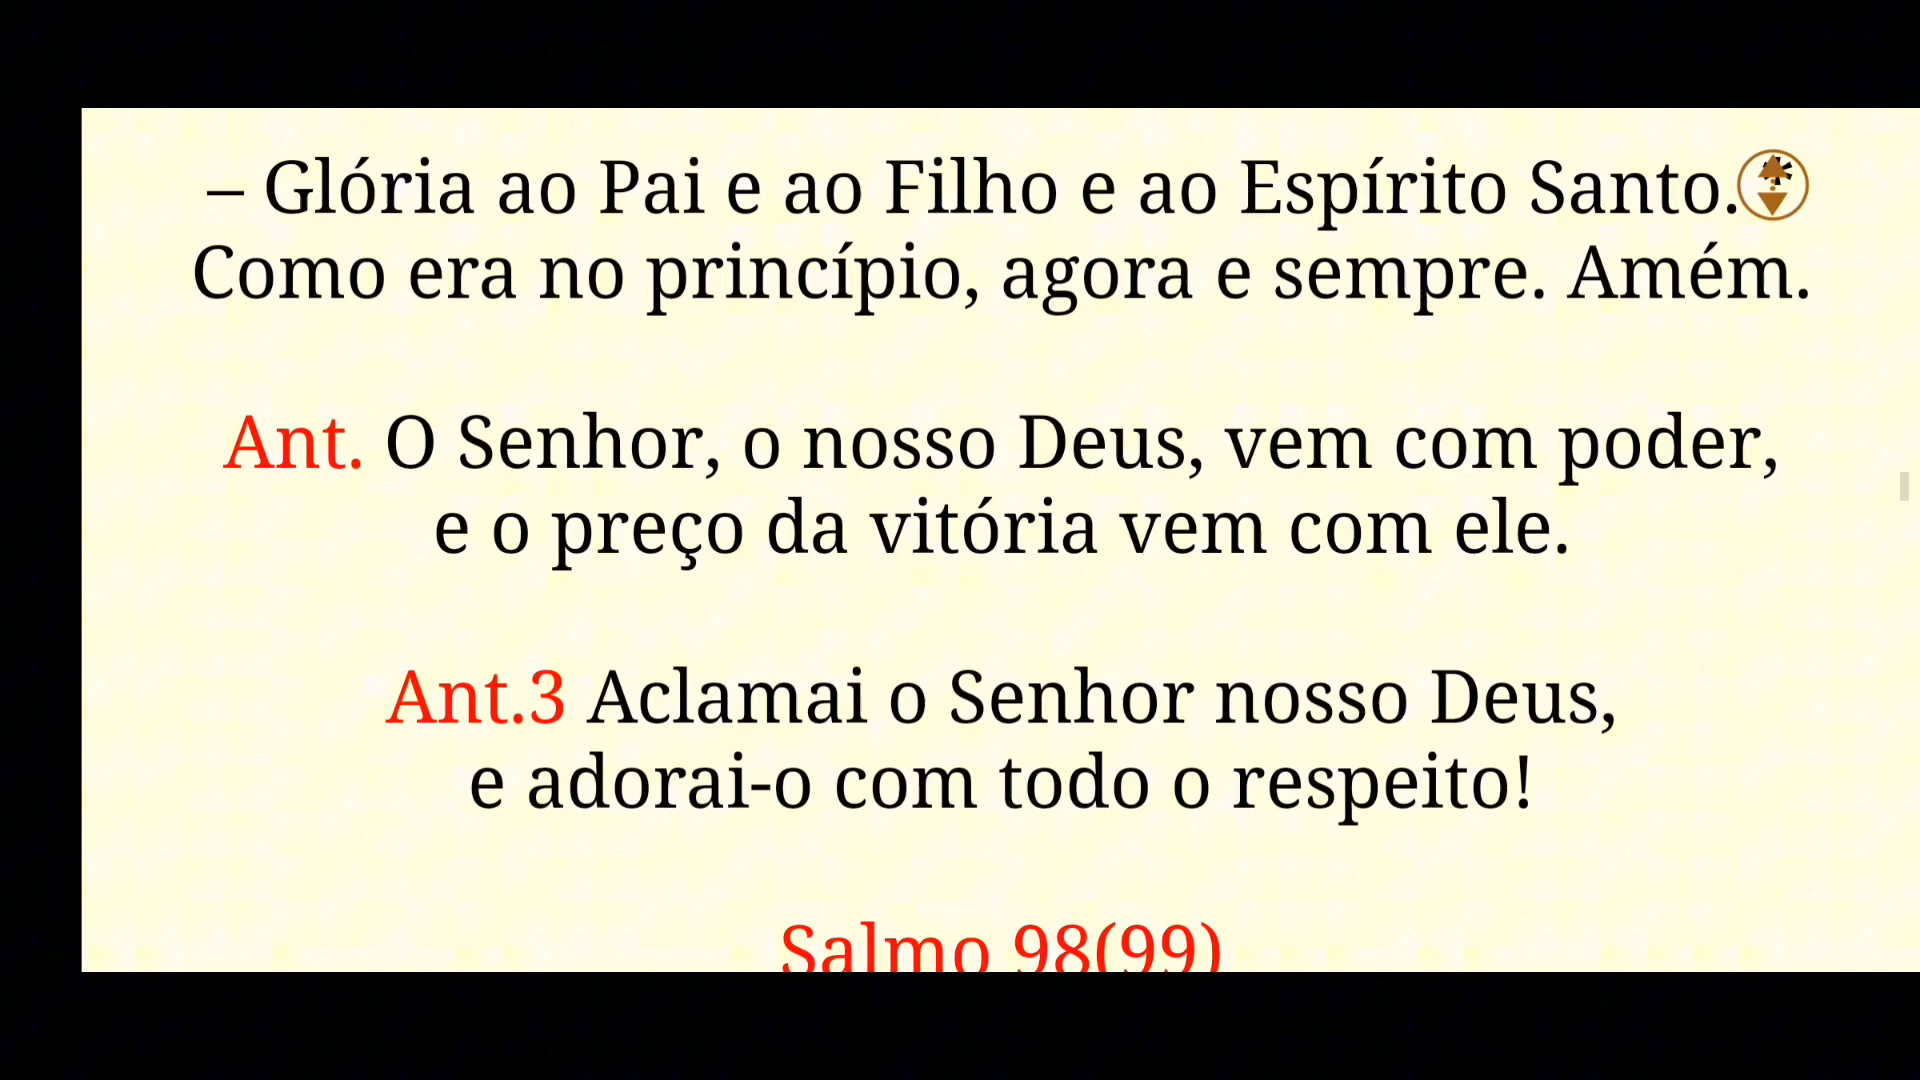 – Glória ao Pai e ao Filho e ao Espírito Santo.*
Como era no princípio, agora e sempre. Amém.
Ant. O Senhor, o nosso Deus, vem com poder,
e o preço da vitória vem com ele.
Ant.3 Aclamai o Senhor nosso Deus,
e adorai-o com todo o respeito!
Salmo 98(99)